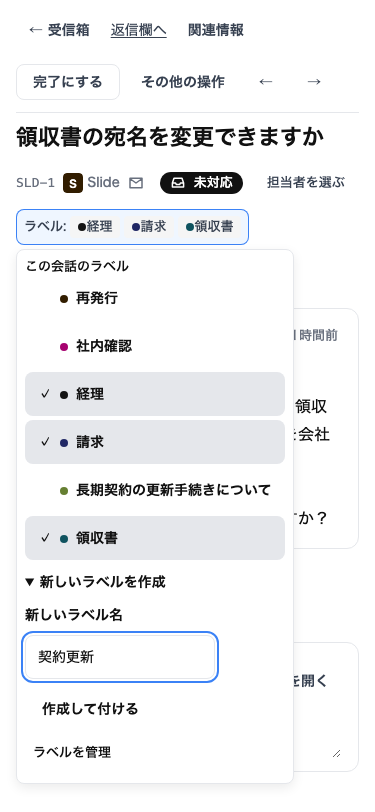 ← 受信箱 返信欄へ 関連情報
完了にする その他の操作 ← →
領収書の宛名を変更できますか
SLD-1 S Slide 未対応 担当者を選ぶ
ラベル: 経理 請求 領収書
この会話のラベル
再発行
1時間前
社内確認
✓ 経理
領収
を会社
✓ 請求
長期契約の更新手続きについて
すか？
✓ 領収書
▼ 新しいラベルを作成
新しいラベル名
契約更新
を開く
作成して付ける
ラベルを管理